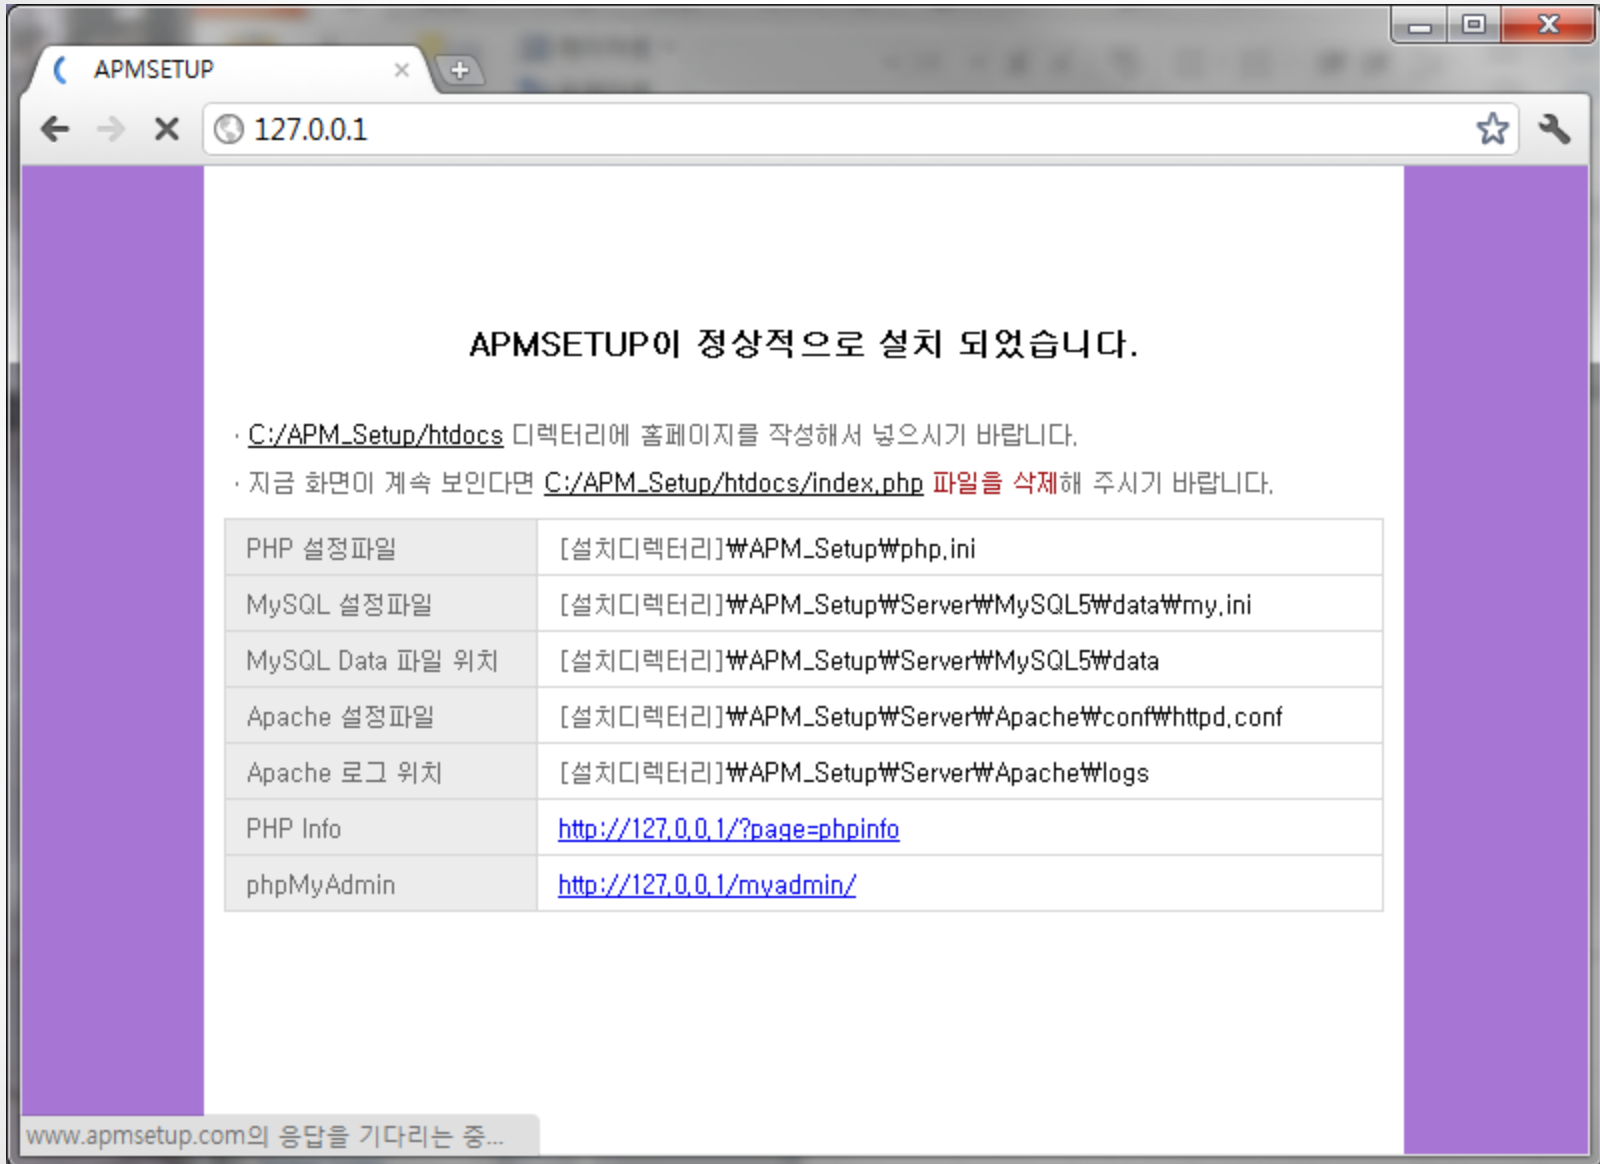 APMSETUP
127.0.0.1
APMSETUP이 정상적으로 설치 되었습니다.
· C:/APM_Setup/htdocs 디렉터리에 홈페이지를 작성해서 넣으시기 바랍니다.
· 지금 화면이 계속 보인다면 C:/APM_Setup/htdocs/index.php 파일을 삭제해 주시기 바랍니다.
PHP 설정파일 [설치디렉터리]₩APM_Setup₩php.ini
MySQL 설정파일 [설치디렉터리]₩APM_Setup₩Server₩MySQL5₩data₩my.ini
MySQL Data 파일 위치 [설치디렉터리]₩APM_Setup₩Server₩MySQL5₩data
Apache 설정파일 [설치디렉터리]₩APM_Setup₩Server₩Apache₩conf₩httpd.conf
Apache 로그 위치 [설치디렉터리]₩APM_Setup₩Server₩Apache₩logs
PHP Info http://127.0.0.1/?page=phpinfo
phpMyAdmin http://127.0.0.1/myadmin/
www.apmsetup.com의 응답을 기다리는 중...